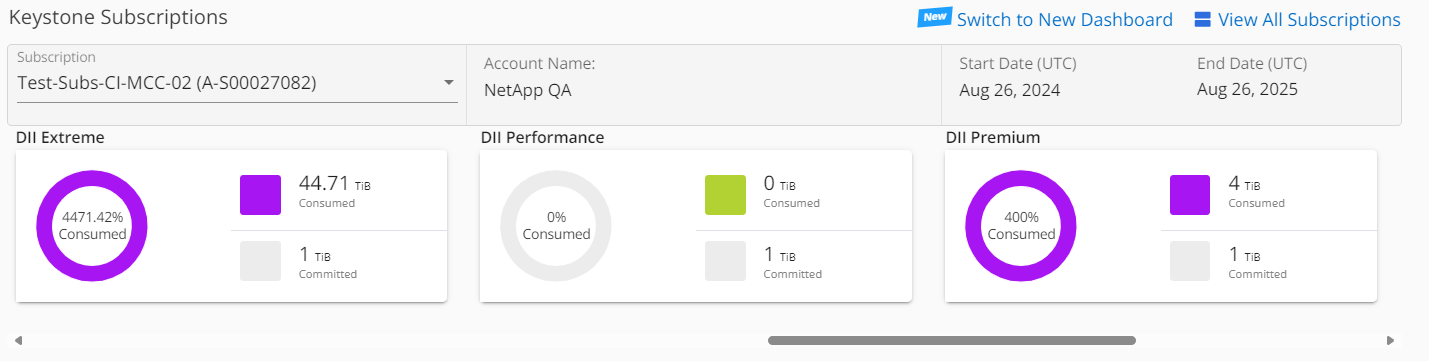 Keystone Subscriptions
New Switch to New Dashboard View All Subscriptions
Subscription
Test-Subs-CI-MCC-02 (A-S00027082)
Account Name:
NetApp QA
Start Date (UTC)
Aug 26, 2024
End Date (UTC)
Aug 26, 2025
DII Extreme
4471.42%
Consumed
44.71 TiB
Consumed
1 TiB
Committed
DII Performance
0%
Consumed
0 TiB
Consumed
1 TiB
Committed
DII Premium
400%
Consumed
4 TiB
Consumed
1 TiB
Committed